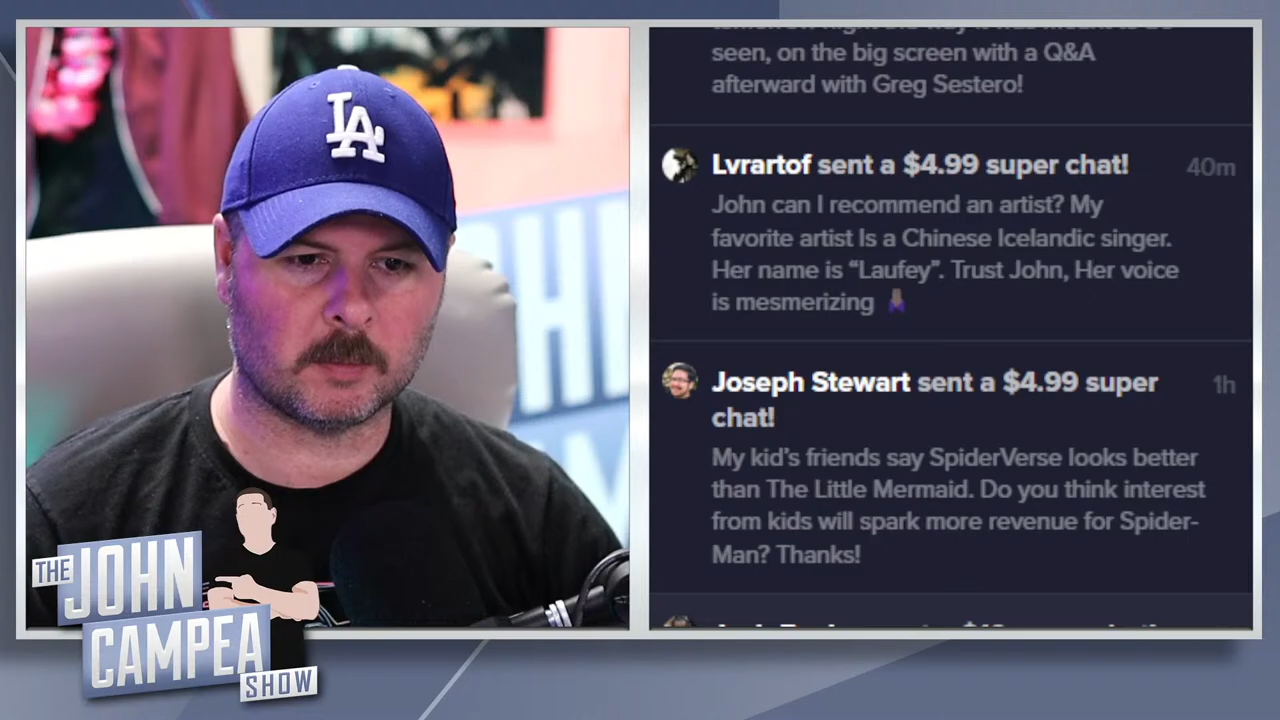 LA
seen, on the big screen with a Q&A
afterward with Greg Sestero!
Lvrartof sent a $4.99 super chat!
40m
John can I recommend an artist? My
favorite artist Is a Chinese Icelandic singer.
Her name is “Laufey”. Trust John, Her voice
is mesmerizing
Joseph Stewart sent a $4.99 super
chat!
1h
My kid's friends say SpiderVerse looks better
than The Little Mermaid. Do you think interest
from kids will spark more revenue for Spider-
Man? Thanks!
THE
JOHN
CAMPEA
SHOW